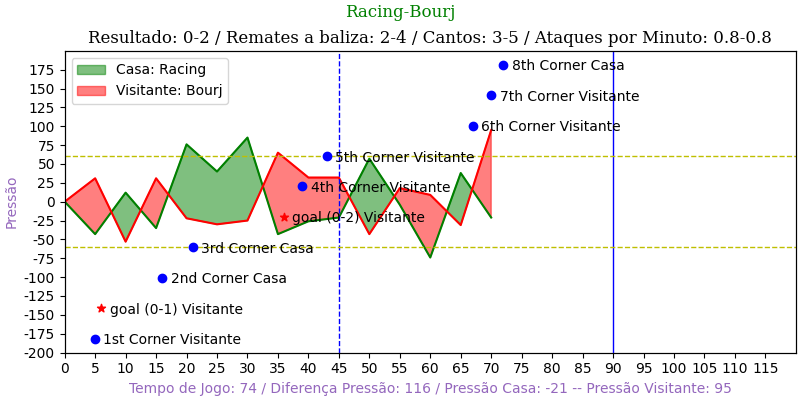 Racing-Bourj
Resultado: 0-2 / Remates a baliza: 2-4 / Cantos: 3-5 / Ataques por Minuto: 0.8-0.8
Casa: Racing
Visitante: Bourj
8th Corner Casa
7th Corner Visitante
6th Corner Visitante
5th Corner Visitante
4th Corner Visitante
goal (0-2) Visitante
3rd Corner Casa
2nd Corner Casa
goal (0-1) Visitante
1st Corner Visitante
Pressão
175
150
125
100
75
50
25
0
-25
-50
-75
-100
-125
-150
-175
-200
0 5 10 15 20 25 30 35 40 45 50 55 60 65 70 75 80 85 90 95 100 105 110 115
Tempo de Jogo: 74 / Diferença Pressão: 116 / Pressão Casa: -21 -- Pressão Visitante: 95